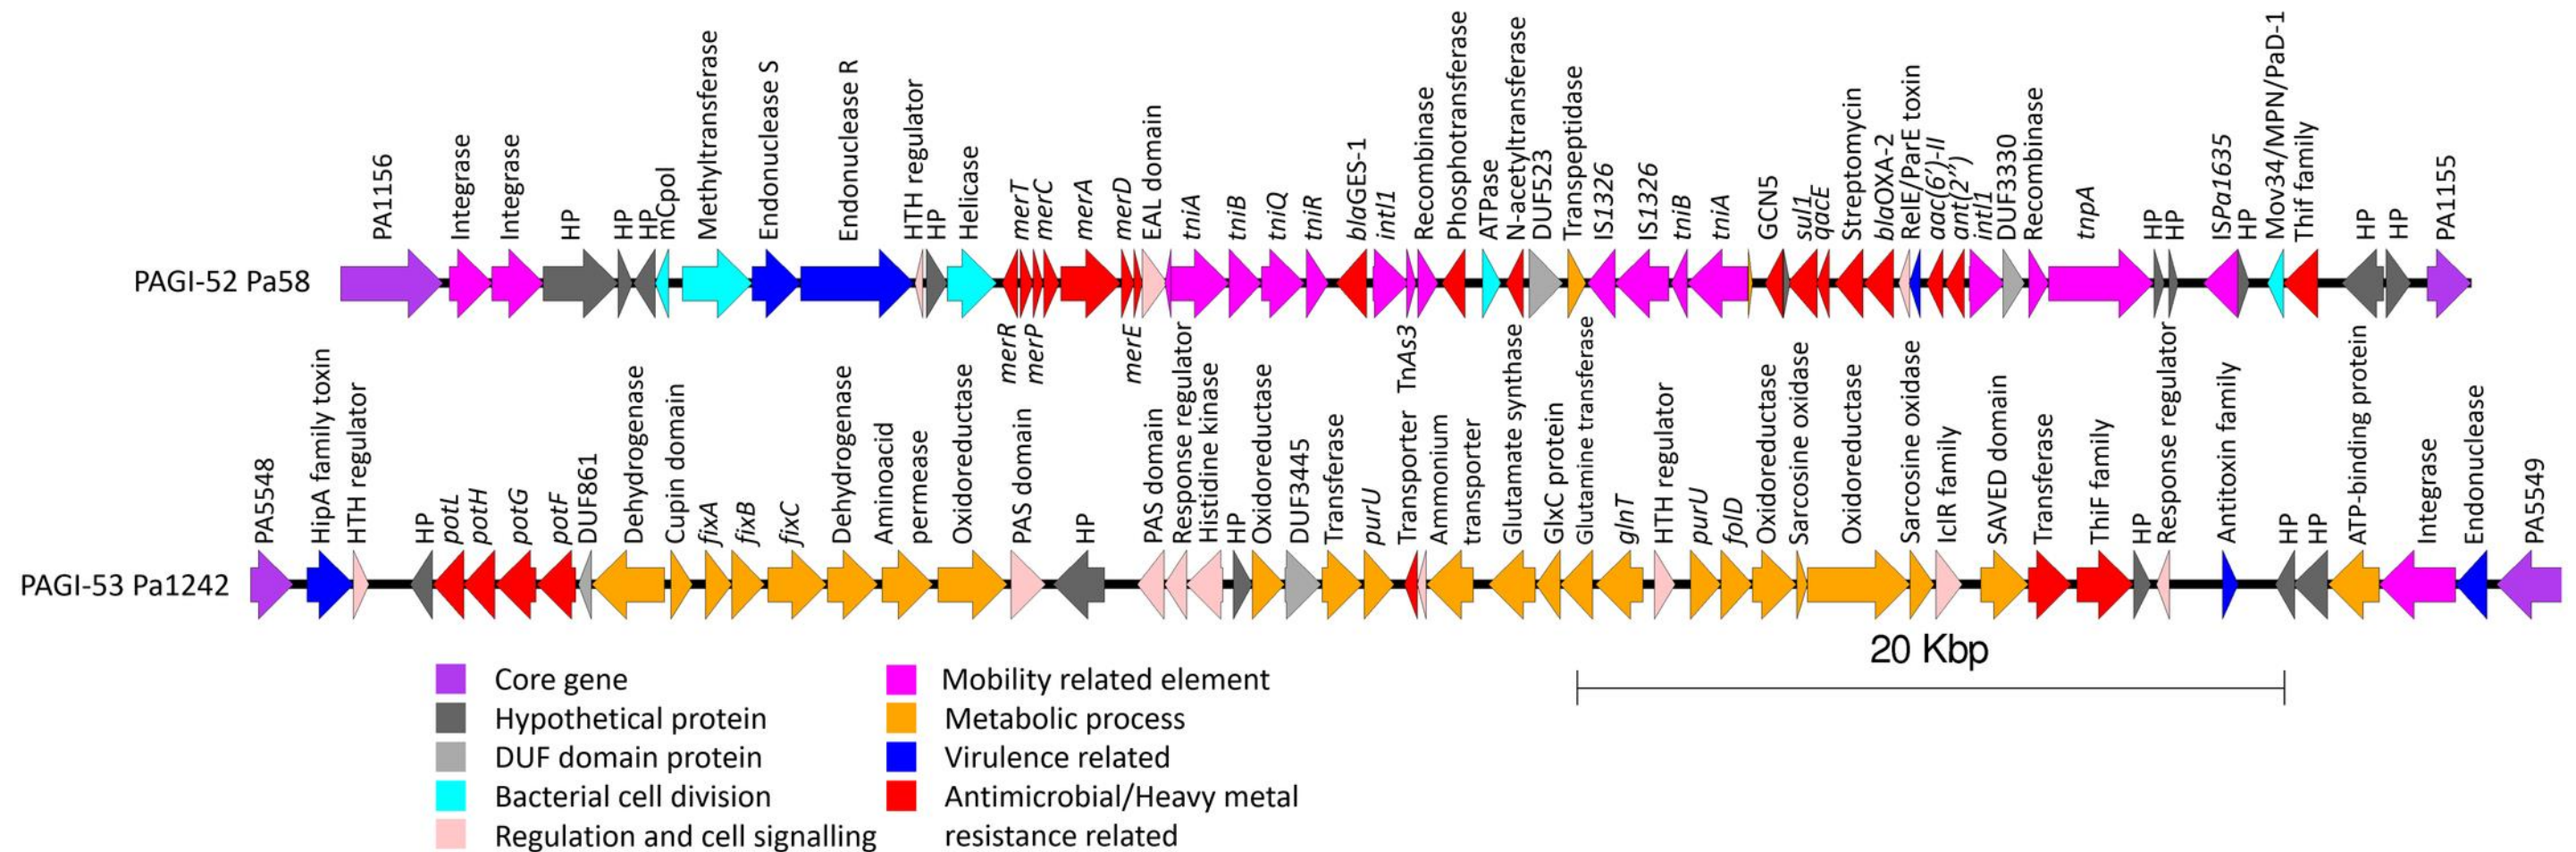 PA1156
Integrase
Integrase
HP
HP
HP
mCpol
Methyltransferase
Endonuclease S
Endonuclease R
HTH regulator
HP
Helicase
merT
merC
merA
merD
EAL domain
tniA
tniB
tniQ
tniR
blaGES-1
intI1
Recombinase
Phosphotransferase
ATPase
N-acetyltransferase
DUF523
Transpeptidase
IS1326
IS1326
tniB
tniA
GCN5
sul1
qacE
Streptomycin
blaOXA-2
RelE/ParE toxin
aac(6')-II
ant(2'')
intI1
DUF3330
Recombinase
tnpA
HP
HP
ISPa1635
HP
Mov34/MPN/PaD-1
Thif family
HP
HP
PA1155
PAGI-52 Pa58
merR
merP
merE
TnAs3
PA5548
HipA family toxin
HTH regulator
HP
potL
potH
potG
potF
DUF861
Dehydrogenase
Cupin domain
fixA
fixB
fixC
Dehydrogenase
Aminoacid
permease
Oxidoreductase
PAS domain
HP
PAS domain
Response regulator
Histidine kinase
HP
Oxidoreductase
DUF3445
Transferase
purU
Transporter
Ammonium
transporter
Glutamate synthase
GlxC protein
Glutamine transferase
glnT
HTH regulator
purU
folD
Oxidoreductase
Sarcosine oxidase
Oxidoreductase
Sarcosine oxidase
IclR family
SAVED domain
Transferase
ThiF family
HP
Response regulator
Antitoxin family
HP
HP
ATP-binding protein
Integrase
Endonuclease
PA5549
PAGI-53 Pa1242
20 Kbp
Core gene
Hypothetical protein
DUF domain protein
Bacterial cell division
Regulation and cell signalling
Mobility related element
Metabolic process
Virulence related
Antimicrobial/Heavy metal
resistance related